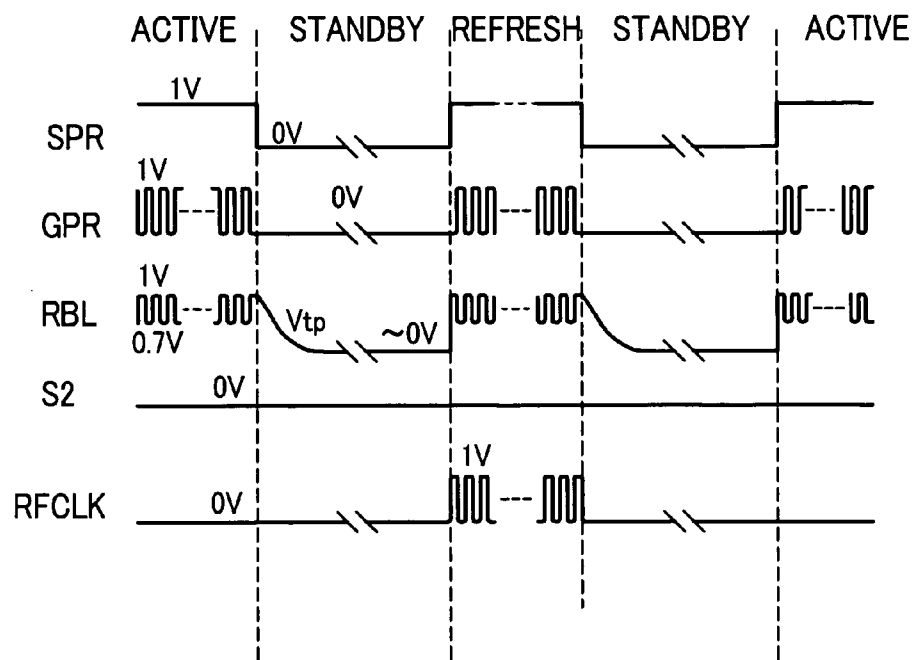 ACTIVE STANDBY REFRESH STANDBY ACTIVE
1V
SPR 0V
1V 0V
GPR
1V
RBL Vtp ~0V
0.7V
S2 0V
1V
RFCLK 0V